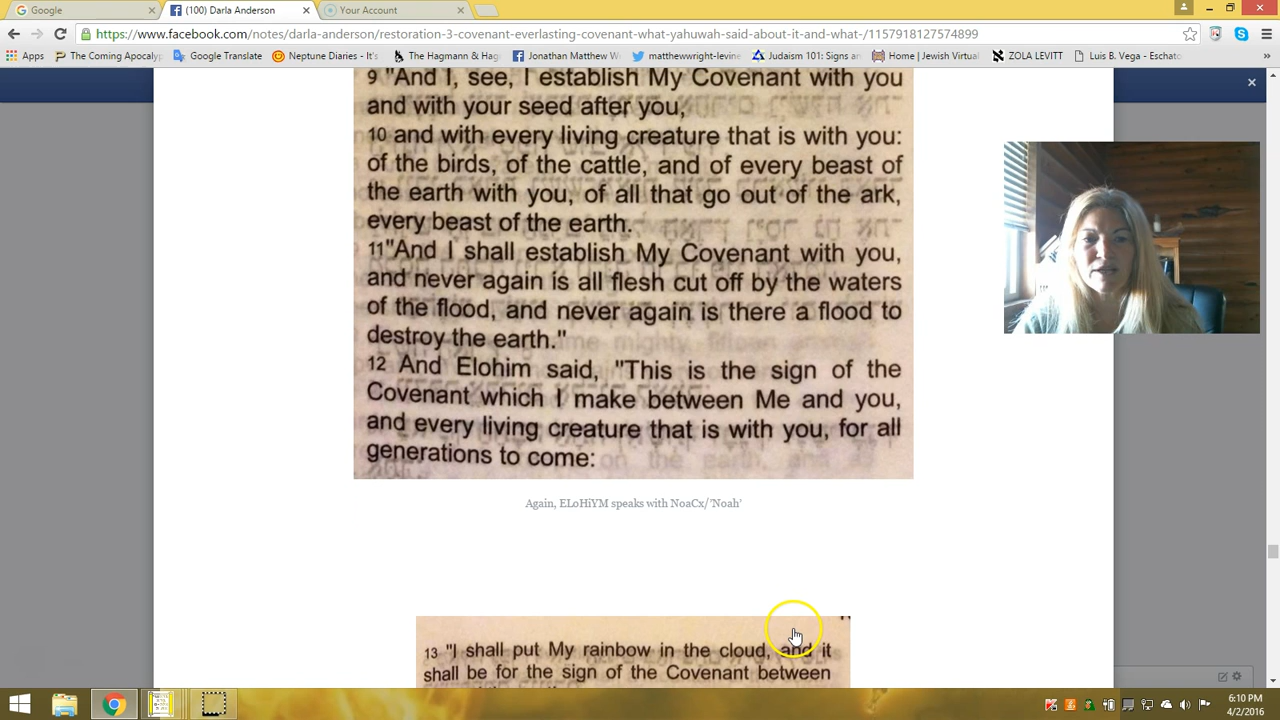 Google
(100) Darla Anderson
Your Account
https://www.facebook.com/notes/darla-anderson/restoration-3-covenant-everlasting-covenant-what-yahuwah-said-about-it-and-what-/1157918127574899
Apps
The Coming Apocalyp
Google Translate
Neptune Diaries - It's
The Hagmann & Hagm
Jonathan Matthew W
matthewwright-levine
Judaism 101: Signs an
Home | Jewish Virtual
ZOLA LEVITT
Luis B. Vega - Eschato
9 "And I, see, I establish My Covenant with you
and with your seed after you,
10 and with every living creature that is with you:
of the birds, of the cattle, and of every beast of
the earth with you, of all that go out of the ark,
every beast of the earth.
11"And I shall establish My Covenant with you,
and never again is all flesh cut off by the waters
of the flood, and never again is there a flood to
destroy the earth."
12 And Elohim said, "This is the sign of the
Covenant which I make between Me and you,
and every living creature that is with you, for all
generations to come:
Again, ELoHiYM speaks with NoaCx/'Noah'
13 "I shall put My rainbow in the cloud, and it
shall be for the sign of the Covenant between
6:10 PM
4/2/2016